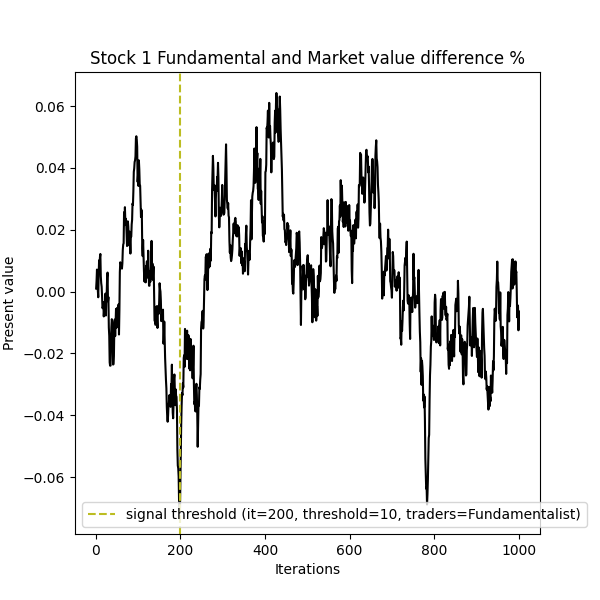 Stock 1 Fundamental and Market value difference %
Present value
0.06
0.04
0.02
0.00
−0.02
−0.04
−0.06
signal threshold (it=200, threshold=10, traders=Fundamentalist)
0 200 400 600 800 1000
Iterations